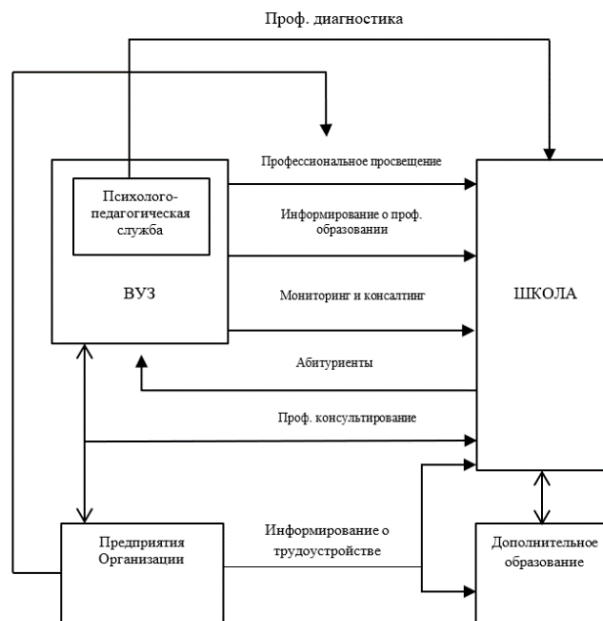 Проф. диагностика
Профессиональное просвещение
Психолого-
педагогическая
служба
Информирование о проф.
образовании
ВУЗ
Мониторинг и консалтинг
ШКОЛА
Абитуриенты
Проф. консультирование
Предприятия
Организации
Информирование о
трудоустройстве
Дополнительное
образование